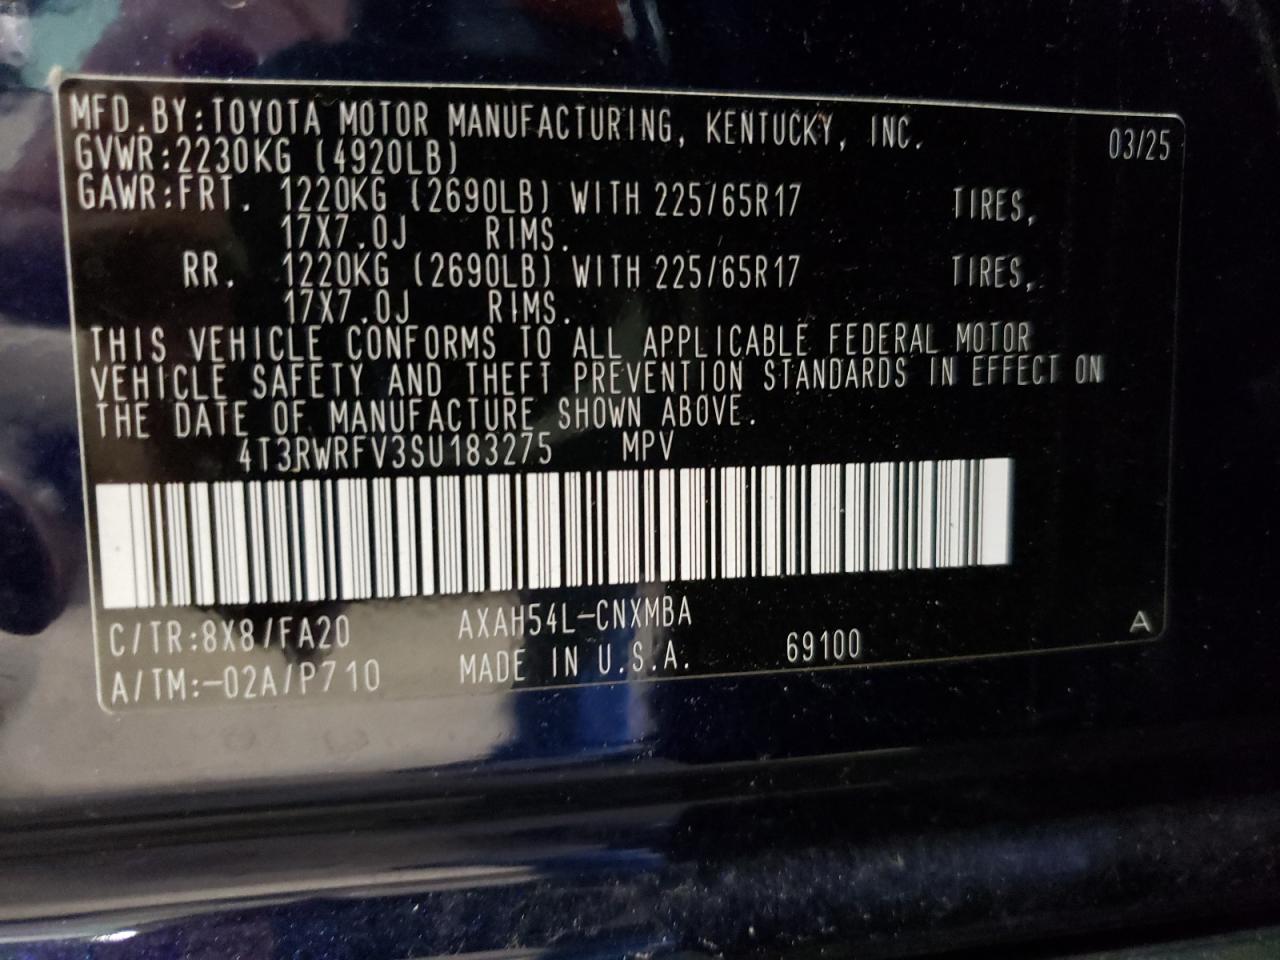 MFD.BY:TOYOTA MOTOR MANUFACTURING, KENTUCKY, INC. 03/25
GVWR:2230KG (4920LB)
GAWR:FRT. 1220KG (2690LB) WITH 225/65R17 TIRES,
17X7.0J RIMS.
RR. 1220KG (2690LB) WITH 225/65R17 TIRES,
17X7.0J RIMS.
THIS VEHICLE CONFORMS TO ALL APPLICABLE FEDERAL MOTOR
VEHICLE SAFETY AND THEFT PREVENTION STANDARDS IN EFFECT ON
THE DATE OF MANUFACTURE SHOWN ABOVE.
4T3RWRFV3SU183275 MPV
C/TR:8X8/FA20 AXAH54L-CNXMBA A
A/TM:-02A/P710 MADE IN U.S.A. 69100